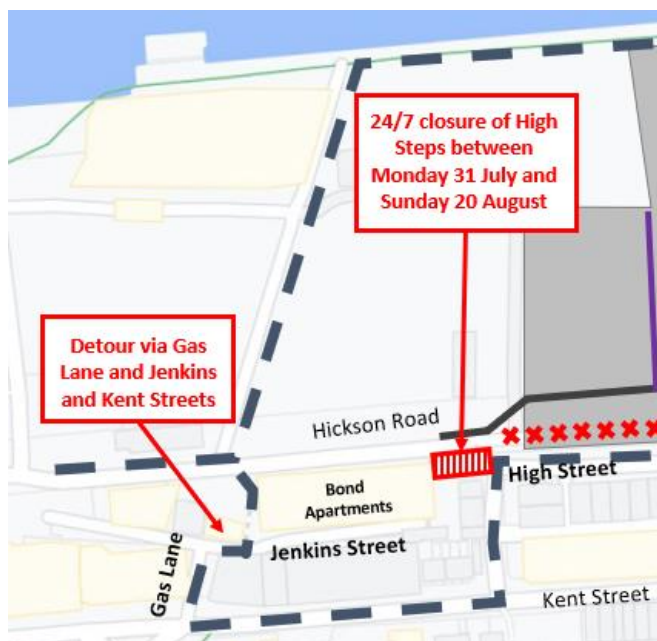 24/7 closure of High
Steps between
Monday 31 July and
Sunday 20 August
Detour via Gas
Lane and Jenkins
and Kent Streets
Hickson Road
High Street
Bond
Apartments
Jenkins Street
Gas Lane
Kent Street